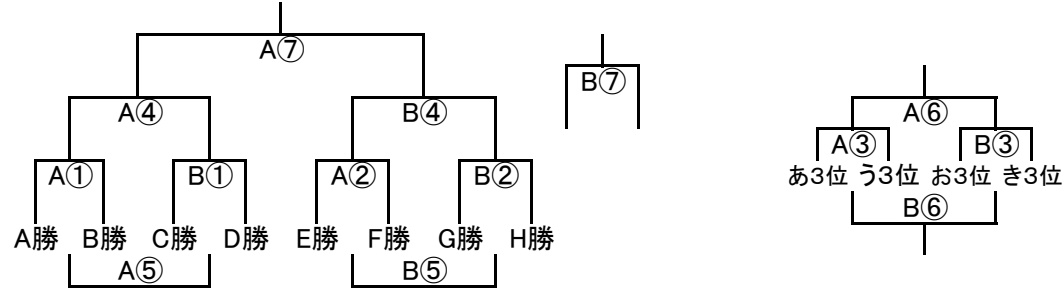 A⑦
B⑦
A④ B④ A⑥
A① B① A② B② A③ B③
あ3位 う3位 お3位 き3位
B⑥
A勝 B勝 C勝 D勝 E勝 F勝 G勝 H勝
A⑤ B⑤